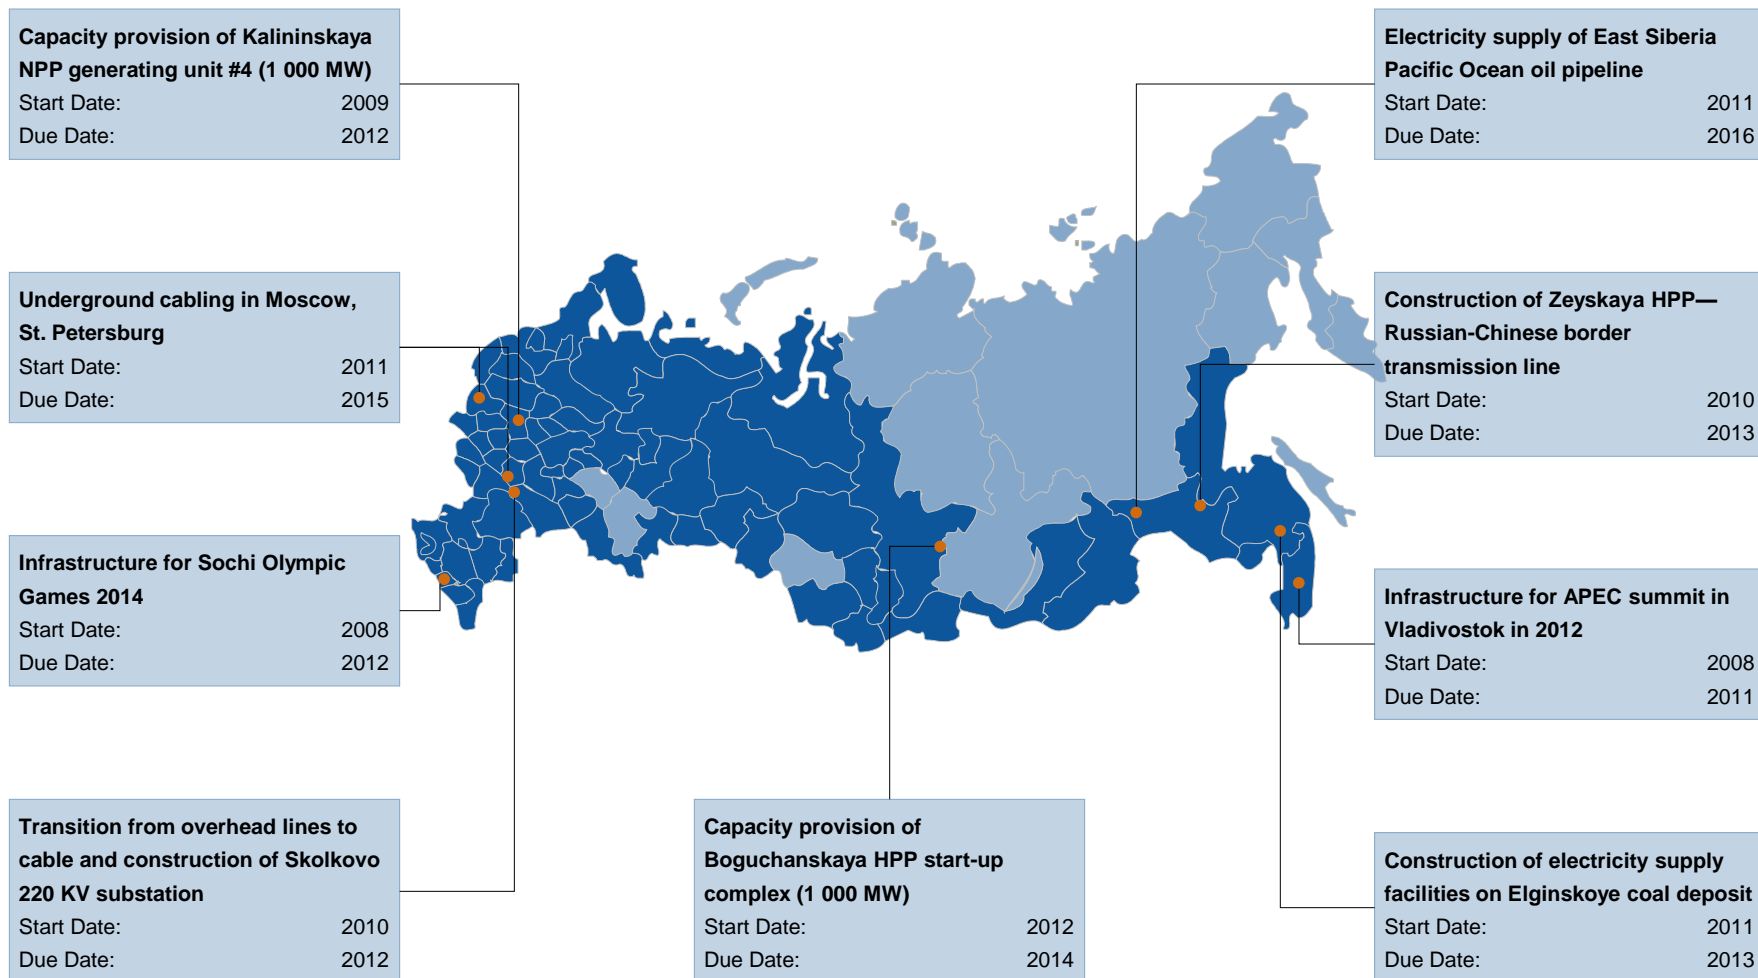 Capacity provision of Kalininskaya
NPP generating unit #4 (1 000 MW)
Start Date: 2009
Due Date: 2012
Underground cabling in Moscow,
St. Petersburg
Start Date: 2011
Due Date: 2015
Infrastructure for Sochi Olympic
Games 2014
Start Date: 2008
Due Date: 2012
Transition from overhead lines to
cable and construction of Skolkovo
220 KV substation
Start Date: 2010
Due Date: 2012
Capacity provision of
Boguchanskaya HPP start-up
complex (1 000 MW)
Start Date: 2012
Due Date: 2014
Electricity supply of East Siberia
Pacific Ocean oil pipeline
Start Date: 2011
Due Date: 2016
Construction of Zeyskaya HPP—
Russian-Chinese border
transmission line
Start Date: 2010
Due Date: 2013
Infrastructure for APEC summit in
Vladivostok in 2012
Start Date: 2008
Due Date: 2011
Construction of electricity supply
facilities on Elginskoye coal deposit
Start Date: 2011
Due Date: 2013